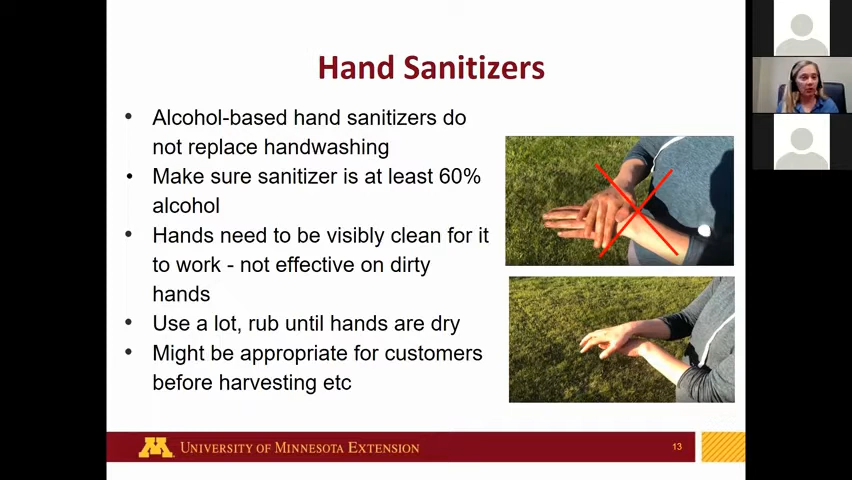 Hand Sanitizers
• Alcohol-based hand sanitizers do
not replace handwashing
• Make sure sanitizer is at least 60%
alcohol
• Hands need to be visibly clean for it
to work - not effective on dirty
hands
• Use a lot, rub until hands are dry
• Might be appropriate for customers
before harvesting etc
M UNIVERSITY OF MINNESOTA EXTENSION
13